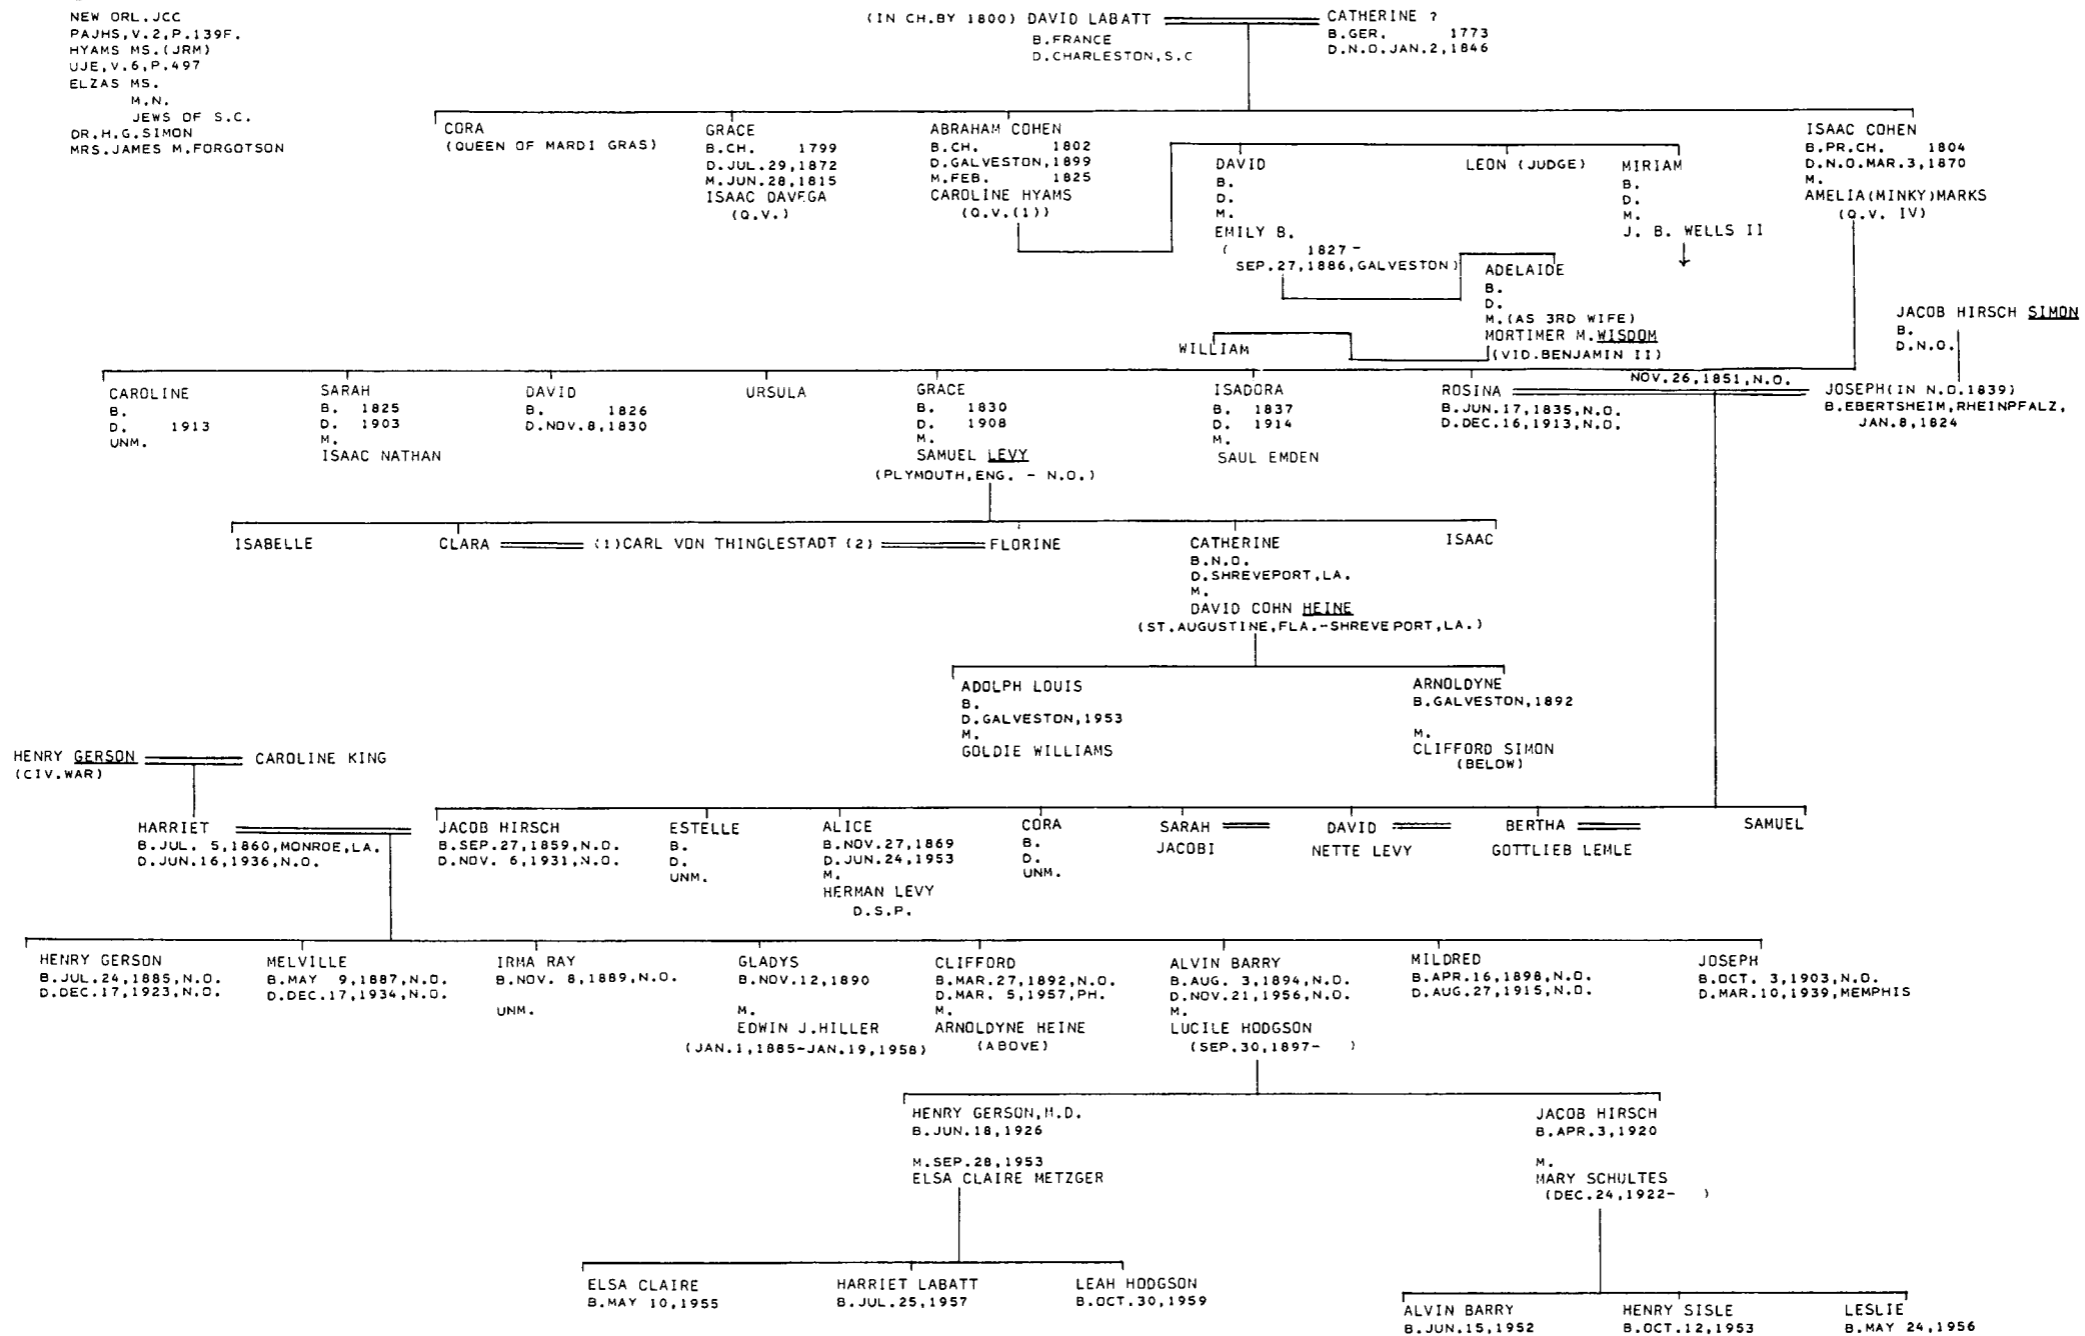 NEW ORL.JCC
PAJHS,V.2,P.139F.
HYAMS MS.(JRM)
UJE,V.6,P.497
ELZAS MS.
M.N.
JEWS OF S.C.
DR.H.G.SIMON
MRS.JAMES M.FORGOTSON
(IN CH.BY 1800) DAVID LABATT
B.FRANCE
D.CHARLESTON,S.C
CATHERINE ?
B.GER. 1773
D.N.O.JAN.2,1846
CORA
(QUEEN OF MARDI GRAS)
GRACE
B.CH. 1799
D.JUL.29,1872
M.JUN.28,1815
ISAAC DAVEGA
(Q.V.)
ABRAHAM COHEN
B.CH. 1802
D.GALVESTON,1899
M.FEB. 1825
CAROLINE HYAMS
(Q.V.(1))
DAVID
B.
D.
M.
EMILY B.
( 1827 -
SEP.27,1886,GALVESTON)
LEON (JUDGE)
MIRIAM
B.
D.
M.
J. B. WELLS II
ISAAC COHEN
B.PR.CH. 1804
D.N.O.MAR.3,1870
M.
AMELIA(MINKY)MARKS
(Q.V. IV)
ADELAIDE
B.
D.
M.(AS 3RD WIFE)
MORTIMER M.WISDOM
(VID.BENJAMIN II)
WILLIAM
JACOB HIRSCH SIMON
B.
D.N.O.
CAROLINE
B.
D. 1913
UNM.
SARAH
B. 1825
D. 1903
M.
ISAAC NATHAN
DAVID
B. 1826
D.NOV.8,1830
URSULA
GRACE
B. 1830
D. 1908
M.
SAMUEL LEVY
(PLYMOUTH,ENG. - N.O.)
ISADORA
B. 1837
D. 1914
M.
SAUL EMDEN
ROSINA
B.JUN.17,1835,N.O.
D.DEC.16,1913,N.O.
NOV.26,1851,N.O.
JOSEPH(IN N.O.1839)
B.EBERTSHEIM,RHEINPFALZ,
JAN.8,1824
ISABELLE
CLARA
(1)CARL VON THINGLESTADT (2)
FLORINE
CATHERINE
B.N.O.
D.SHREVEPORT,LA.
M.
DAVID COHN HEINE
(ST.AUGUSTINE,FLA.-SHREVEPORT,LA.)
ISAAC
ADOLPH LOUIS
B.
D.GALVESTON,1953
M.
GOLDIE WILLIAMS
ARNOLDYNE
B.GALVESTON,1892
M.
CLIFFORD SIMON
(BELOW)
HENRY GERSON
(CIV.WAR)
CAROLINE KING
HARRIET
B.JUL. 5,1860,MONROE,LA.
D.JUN.16,1936,N.O.
JACOB HIRSCH
B.SEP.27,1859,N.O.
D.NOV. 6,1931,N.O.
ESTELLE
B.
D.
UNM.
ALICE
B.NOV.27,1869
D.JUN.24,1953
M.
HERMAN LEVY
D.S.P.
CORA
B.
D.
UNM.
SARAH
JACOBI
DAVID
NETTE LEVY
BERTHA
GOTTLIEB LEMLE
SAMUEL
HENRY GERSON
B.JUL.24,1885,N.O.
D.DEC.17,1923,N.O.
MELVILLE
B.MAY 9,1887,N.O.
D.DEC.17,1934,N.O.
IRMA RAY
B.NOV. 8,1889,N.O.
UNM.
GLADYS
B.NOV.12,1890
M.
EDWIN J.HILLER
(JAN.1,1885-JAN.19,1958)
CLIFFORD
B.MAR.27,1892,N.O.
D.MAR. 5,1957,PH.
M.
ARNOLDYNE HEINE
(ABOVE)
ALVIN BARRY
B.AUG. 3,1894,N.O.
D.NOV.21,1956,N.O.
M.
LUCILE HODGSON
(SEP.30,1897- )
MILDRED
B.APR.16,1898,N.O.
D.AUG.27,1915,N.O.
JOSEPH
B.OCT. 3,1903,N.O.
D.MAR.10,1939,MEMPHIS
HENRY GERSON,M.D.
B.JUN.18,1926
M.SEP.28,1953
ELSA CLAIRE METZGER
JACOB HIRSCH
B.APR.3,1920
M.
MARY SCHULTES
(DEC.24,1922- )
ELSA CLAIRE
B.MAY 10,1955
HARRIET LABATT
B.JUL.25,1957
LEAH HODGSON
B.OCT.30,1959
ALVIN BARRY
B.JUN.15,1952
HENRY SISLE
B.OCT.12,1953
LESLIE
B.MAY 24,1956